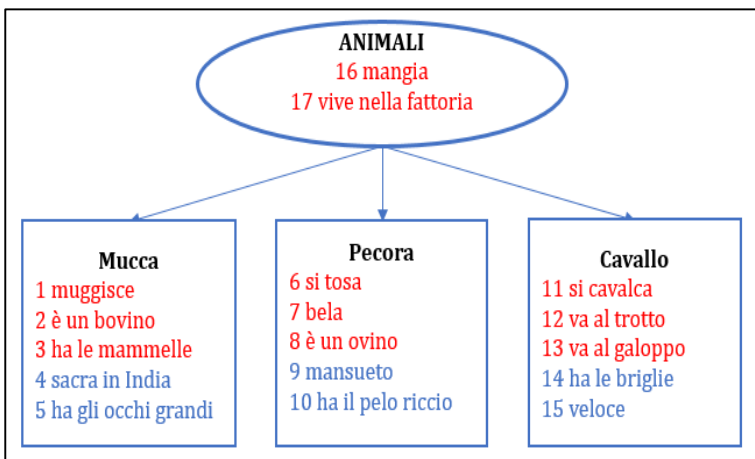 ANIMALI
16 mangia
17 vive nella fattoria
Mucca
1 muggisce
2 è un bovino
3 ha le mammelle
4 sacra in India
5 ha gli occhi grandi
Pecora
6 si tosa
7 bela
8 è un ovino
9 mansueto
10 ha il pelo riccio
Cavallo
11 si cavalca
12 va al trotto
13 va al galoppo
14 ha le briglie
15 veloce